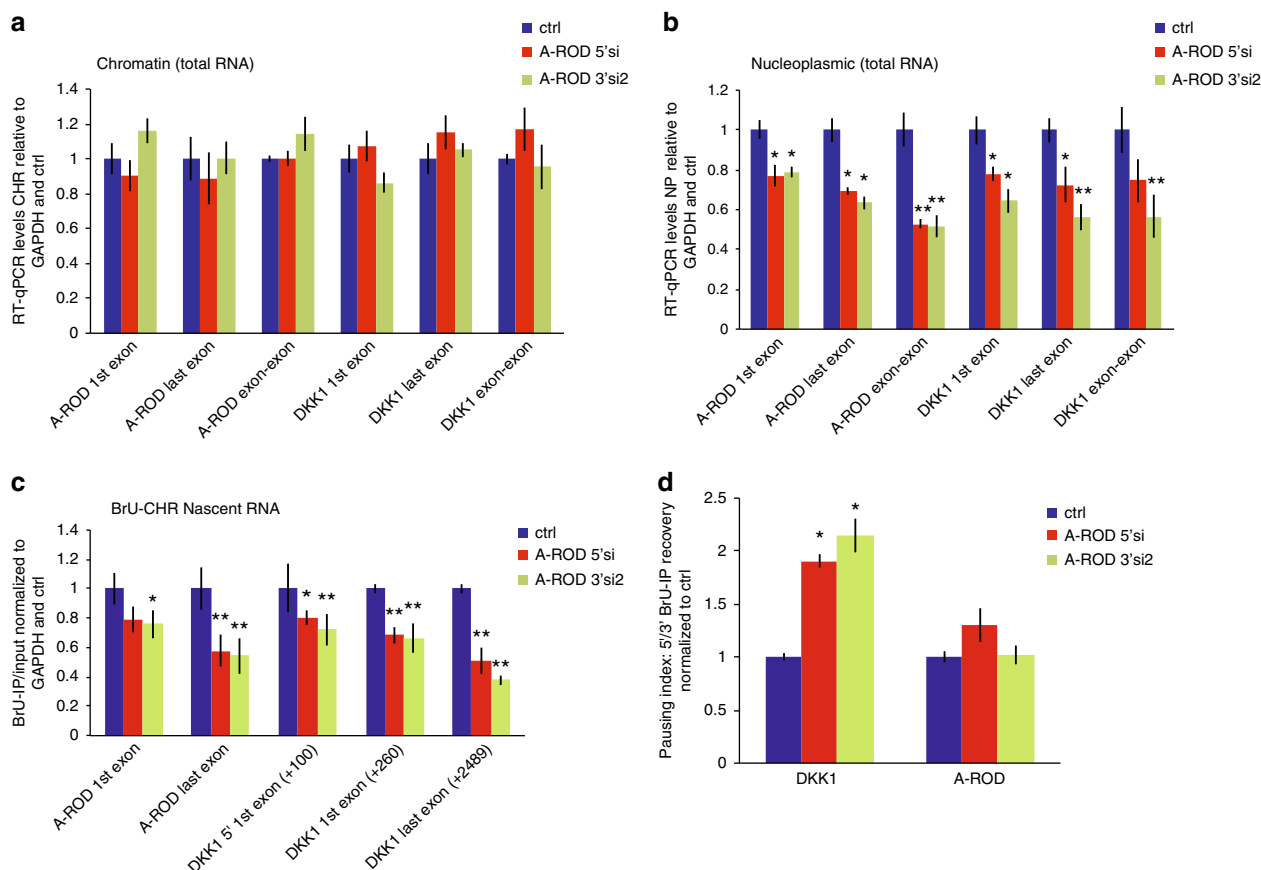 a
Chromatin (total RNA)
ctrl
A-ROD 5'si
A-ROD 3'si2
RT-qPCR levels CHR relative to
GAPDH and ctrl
1.4
1.2
1
0.8
0.6
0.4
0.2
0
A-ROD 1st exon
A-ROD last exon
A-ROD exon-exon
DKK1 1st exon
DKK1 last exon
DKK1 exon-exon
b
Nucleoplasmic (total RNA)
ctrl
A-ROD 5'si
A-ROD 3'si2
RT-qPCR levels NP relative to
GAPDH and ctrl
1.2
1
0.8
0.6
0.4
0.2
0
* *
* *
** **
* *
* **
**
A-ROD 1st exon
A-ROD last exon
A-ROD exon-exon
DKK1 1st exon
DKK1 last exon
DKK1 exon-exon
c
BrU-CHR Nascent RNA
ctrl
A-ROD 5'si
A-ROD 3'si2
BrU-IP/input normalized to
GAPDH and ctrl
1.4
1.2
1
0.8
0.6
0.4
0.2
0
*
** **
* **
** **
** **
A-ROD 1st exon
A-ROD last exon
DKK1 5' 1st exon (+100)
DKK1 1st exon (+260)
DKK1 last exon (+2489)
d
ctrl
A-ROD 5'si
A-ROD 3'si2
Pausing index: 5'/3' BrU-IP recovery
normalized to ctrl
2.5
2
1.5
1
0.5
0
* *
DKK1
A-ROD